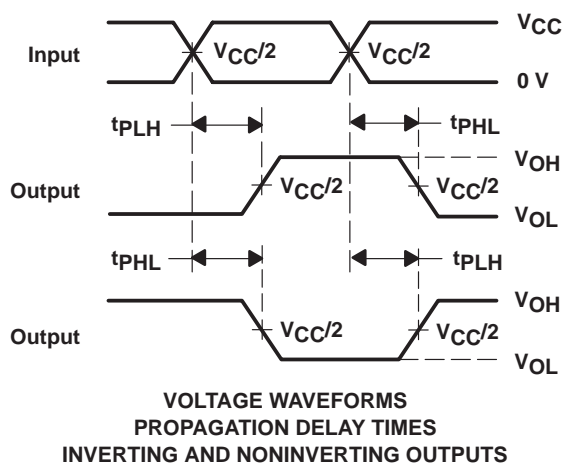 VCC
Input VCC/2 VCC/2
0 V
tPLH tPHL
VOH
Output VCC/2 VCC/2
VOL
tPHL tPLH
VOH
Output VCC/2 VCC/2
VOL
VOLTAGE WAVEFORMS
PROPAGATION DELAY TIMES
INVERTING AND NONINVERTING OUTPUTS